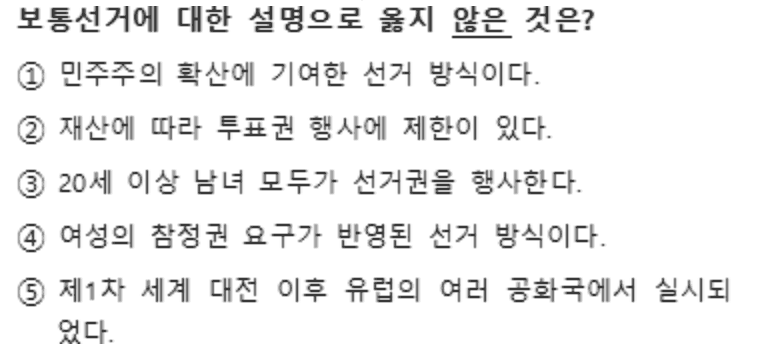 보통선거에 대한 설명으로 옳지 않은 것은?
① 민주주의 확산에 기여한 선거 방식이다.
② 재산에 따라 투표권 행사에 제한이 있다.
③ 20세 이상 남녀 모두가 선거권을 행사한다.
④ 여성의 참정권 요구가 반영된 선거 방식이다.
⑤ 제1차 세계 대전 이후 유럽의 여러 공화국에서 실시되
었다.